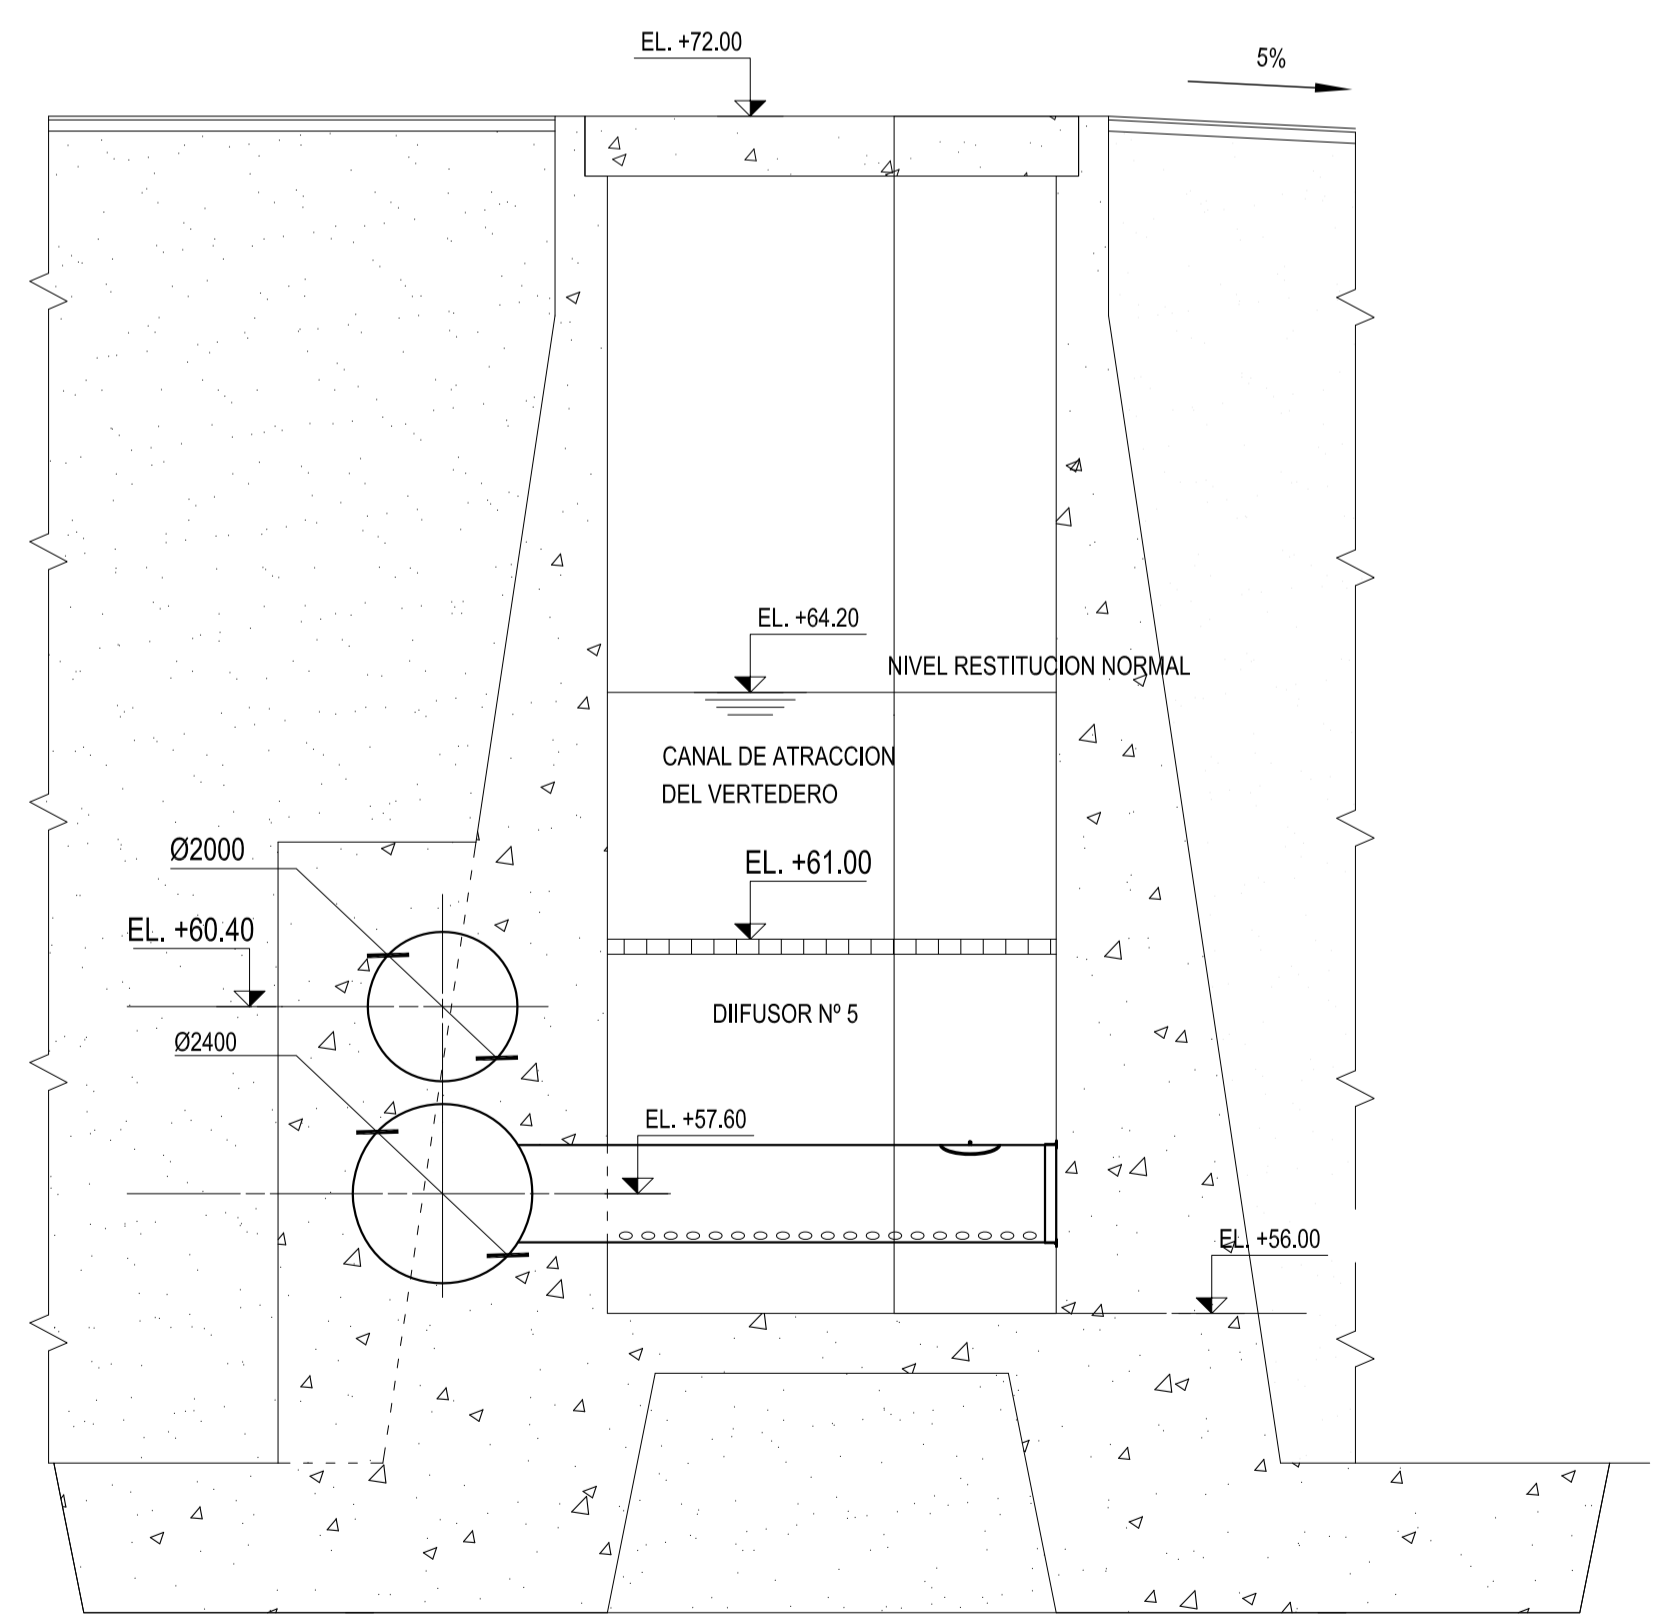 EL. +72.00
5%
EL. +64.20
NIVEL RESTITUCION NORMAL
CANAL DE ATRACCION
DEL VERTEDERO
Ø2000
EL. +61.00
EL. +60.40
DIIFUSOR Nº 5
Ø2400
EL. +57.60
EL. +56.00